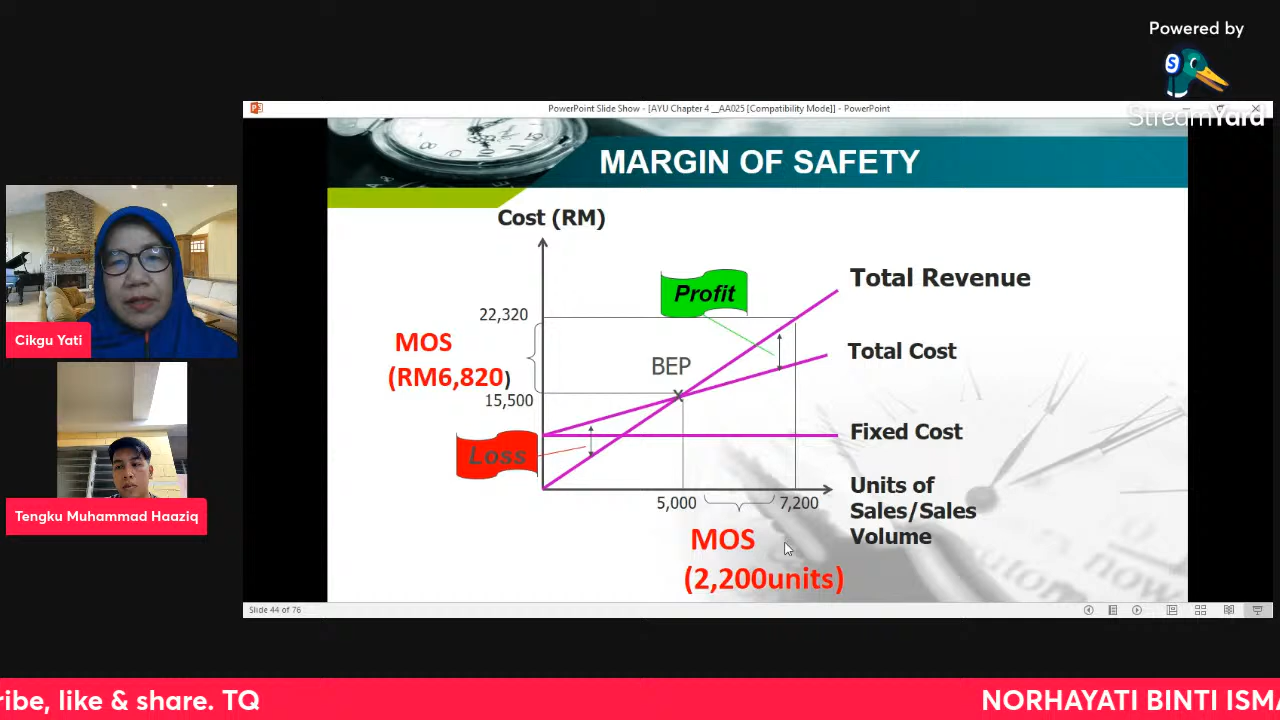 Powered by
S
StreamYard
PowerPoint Slide Show - [AYU Chapter 4 __AA025 [Compatibility Mode]] - PowerPoint
MARGIN OF SAFETY
Cost (RM)
Total Revenue
Profit
22,320
MOS
(RM6,820)
Total Cost
BEP
15,500
Fixed Cost
Loss
Units of
Sales/Sales
Volume
5,000
7,200
MOS
(2,200units)
Slide 44 of 76
Cikgu Yati
Tengku Muhammad Haaziq
ribe, like & share. TQ
NORHAYATI BINTI ISMA